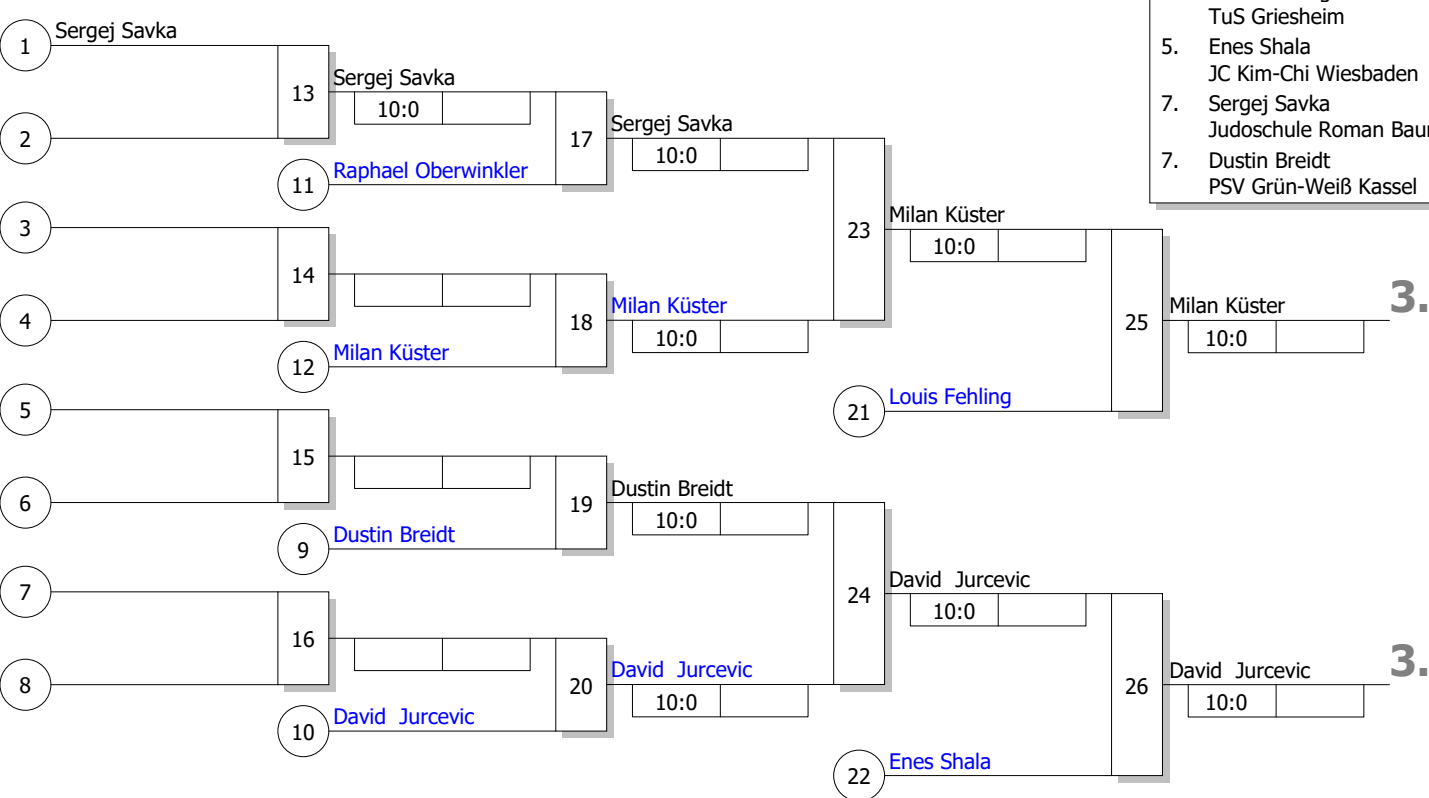 TuS Griesheim
5. Enes Shala
JC Kim-Chi Wiesbaden
7. Sergej Savka
7. Dustin Breidt
PSV Grün-Weiß Kassel
Judoschule Roman
1 Sergej Savka
2
13 Sergej Savka
10:0
11 Raphael Oberwinkler
17 Sergej Savka
10:0
3
4
14
12 Milan Küster
18 Milan Küster
10:0
23 Milan Küster
10:0
21 Louis Fehling
25 Milan Küster
10:0
3.
5
6
15
9 Dustin Breidt
19 Dustin Breidt
10:0
7
8
16
10 David Jurcevic
20 David Jurcevic
10:0
24 David Jurcevic
10:0
22 Enes Shala
26 David Jurcevic
10:0
3.